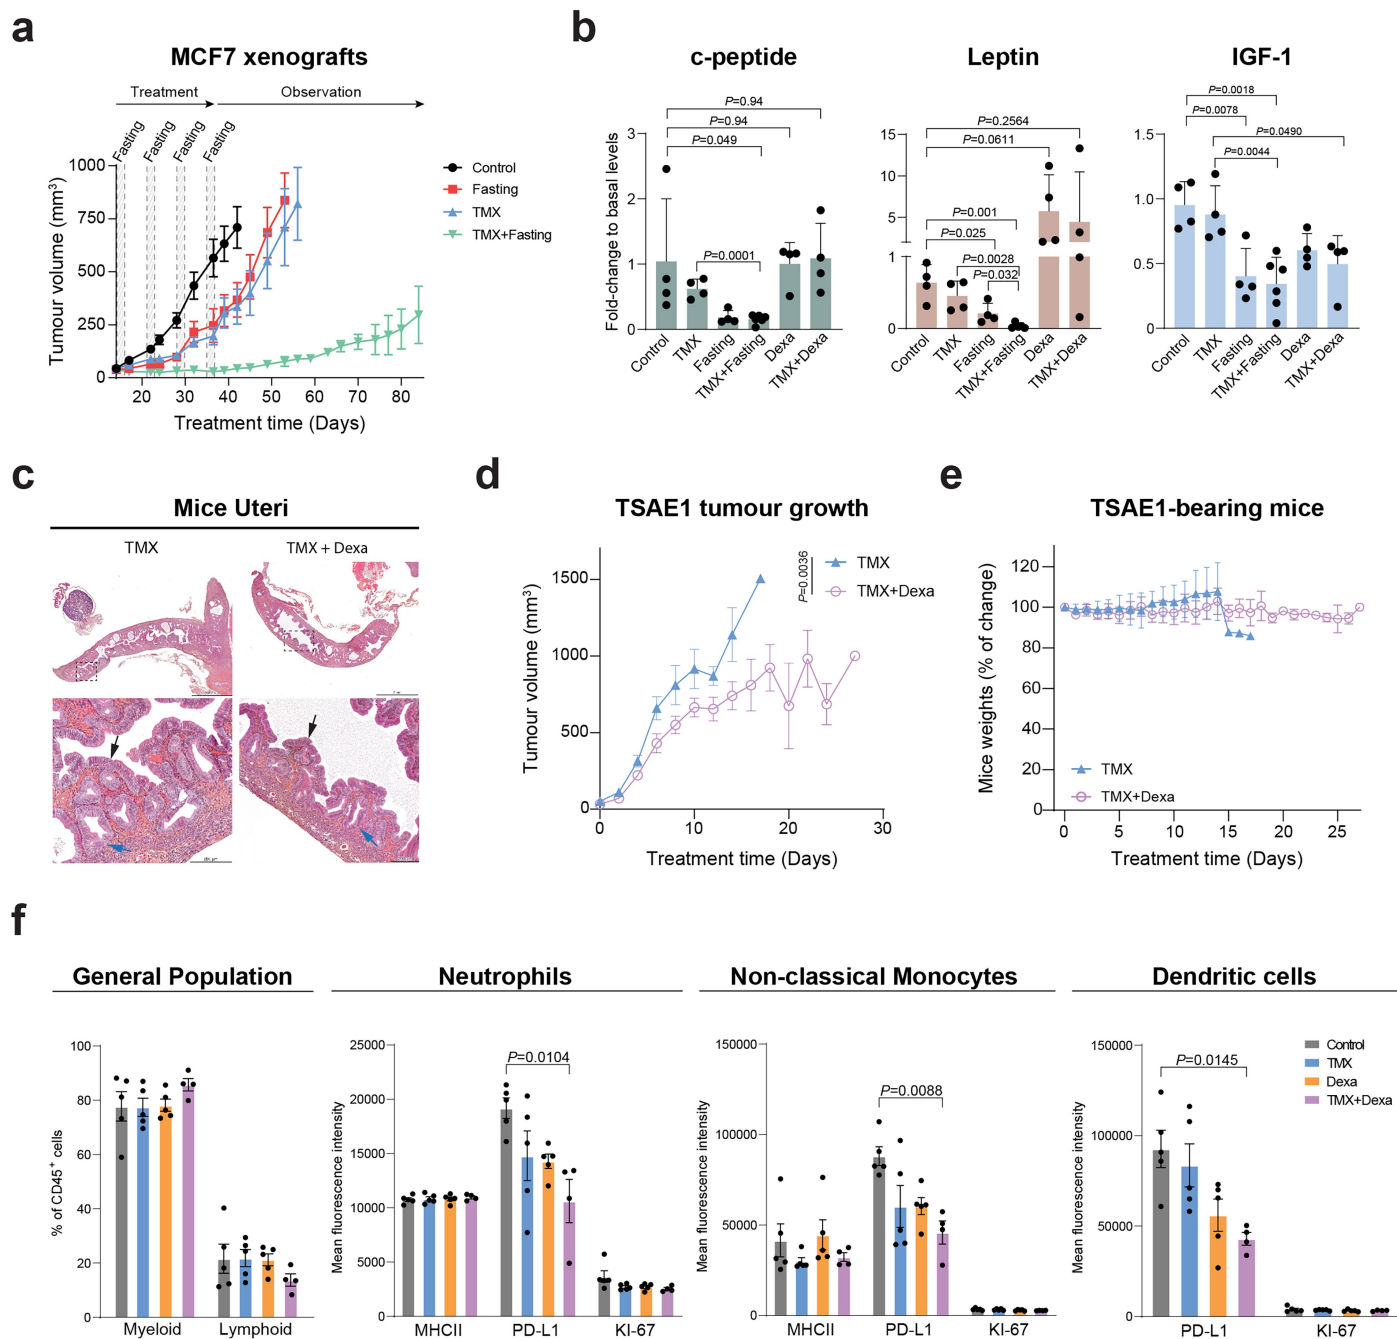 a
MCF7 xenografts
Treatment
Observation
Fasting
Fasting
Fasting
Fasting
1000
750
500
250
0
Tumour volume (mm³)
20
30
40
50
60
70
80
Treatment time (Days)
Control
Fasting
TMX
TMX+Fasting
b
c-peptide
P=0.94
P=0.94
P=0.049
P=0.0001
3
2
1
0
Fold-change to basal levels
Control
TMX
Fasting
TMX+Fasting
Dexa
TMX+Dexa
Leptin
P=0.2564
P=0.0611
P=0.001
P=0.025
P=0.0028
P=0.032
15
10
5
1
0
Control
TMX
Fasting
TMX+Fasting
Dexa
TMX+Dexa
IGF-1
P=0.0018
P=0.0078
P=0.0490
P=0.0044
1.5
1.0
0.5
0
Control
TMX
Fasting
TMX+Fasting
Dexa
TMX+Dexa
c
Mice Uteri
TMX
TMX + Dexa
d
TSAE1 tumour growth
1500
1000
500
0
Tumour volume (mm³)
0
10
20
30
Treatment time (Days)
P=0.0036
TMX
TMX+Dexa
e
TSAE1-bearing mice
120
100
80
60
40
20
0
Mice weights (% of change)
TMX
TMX+Dexa
0
5
10
15
20
25
Treatment time (Days)
f
General Population
100
80
60
40
20
0
% of CD45⁺ cells
Myeloid
Lymphoid
Neutrophils
25000
20000
15000
10000
5000
0
Mean fluorescence intensity
P=0.0104
MHCII
PD-L1
KI-67
Non-classical Monocytes
150000
100000
50000
0
Mean fluorescence intensity
P=0.0088
MHCII
PD-L1
KI-67
Dendritic cells
150000
100000
50000
0
Mean fluorescence intensity
P=0.0145
PD-L1
KI-67
Control
TMX
Dexa
TMX+Dexa